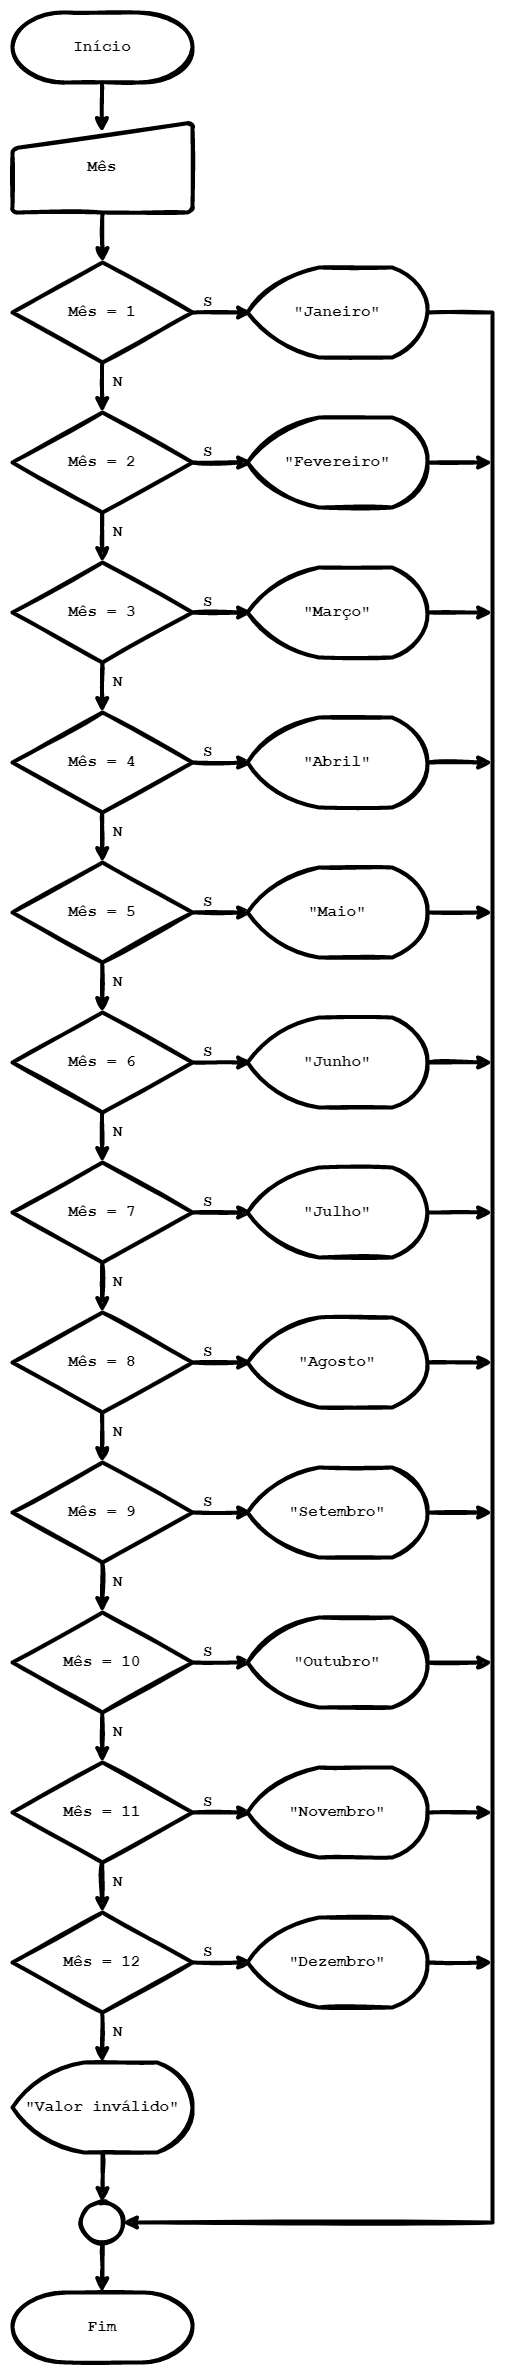 Início
Mês
Mês = 1
S
"Janeiro"
N
Mês = 2
S
"Fevereiro"
N
Mês = 3
S
"Março"
N
Mês = 4
S
"Abril"
N
Mês = 5
S
"Maio"
N
Mês = 6
S
"Junho"
N
Mês = 7
S
"Julho"
N
Mês = 8
S
"Agosto"
N
Mês = 9
S
"Setembro"
N
Mês = 10
S
"Outubro"
N
Mês = 11
S
"Novembro"
N
Mês = 12
S
"Dezembro"
N
"Valor inválido"
Fim